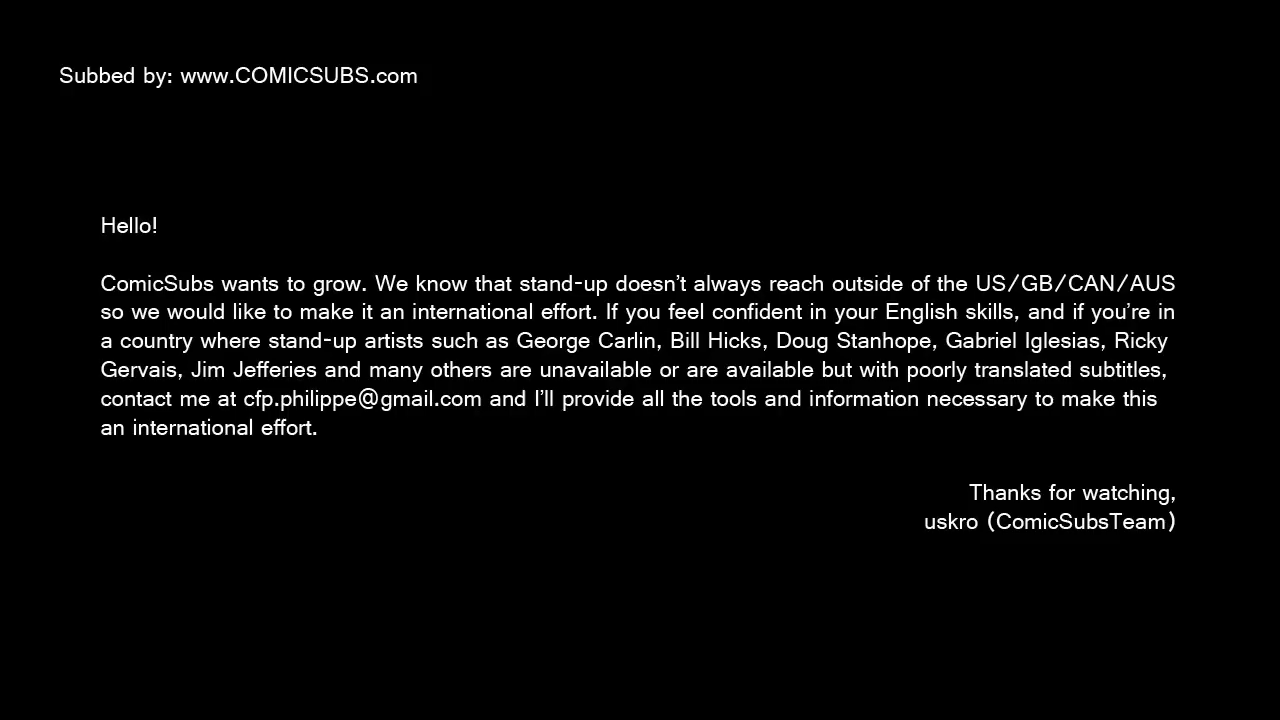 Subbed by: www.COMICSUBS.com
Hello!
ComicSubs wants to grow. We know that stand-up doesn't always reach outside of the US/GB/CAN/AUS
so we would like to make it an international effort. If you feel confident in your English skills, and if you're in
a country where stand-up artists such as George Carlin, Bill Hicks, Doug Stanhope, Gabriel Iglesias, Ricky
Gervais, Jim Jefferies and many others are unavailable or are available but with poorly translated subtitles,
contact me at cfp.philippe@gmail.com and I'll provide all the tools and information necessary to make this
an international effort.
Thanks for watching,
uskro (ComicSubsTeam)